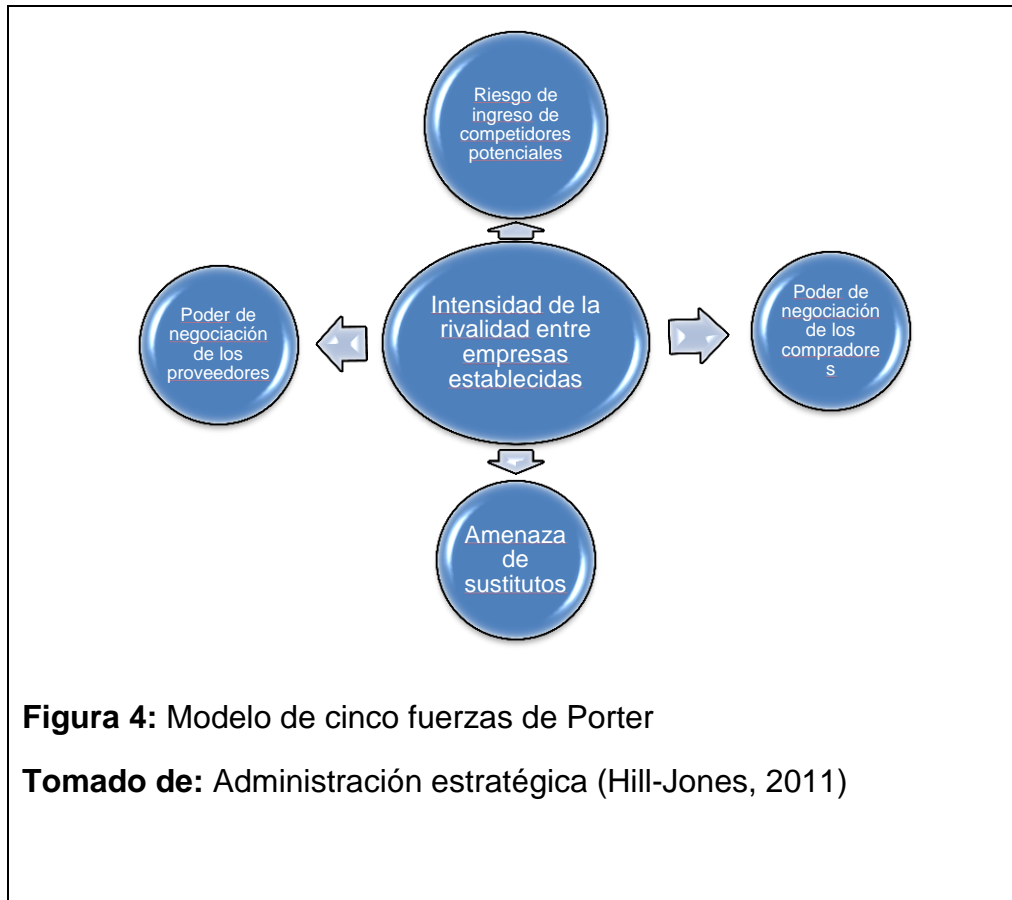 Riesgo de
ingreso de
competidores
potenciales
Poder de
negociación
de los
proveedores
Intensidad de la
rivalidad entre
empresas
establecidas
Poder de
negociación
de los
compradore
s
Amenaza
de
sustitutos
Figura 4: Modelo de cinco fuerzas de Porter
Tomado de: Administración estratégica (Hill-Jones, 2011)